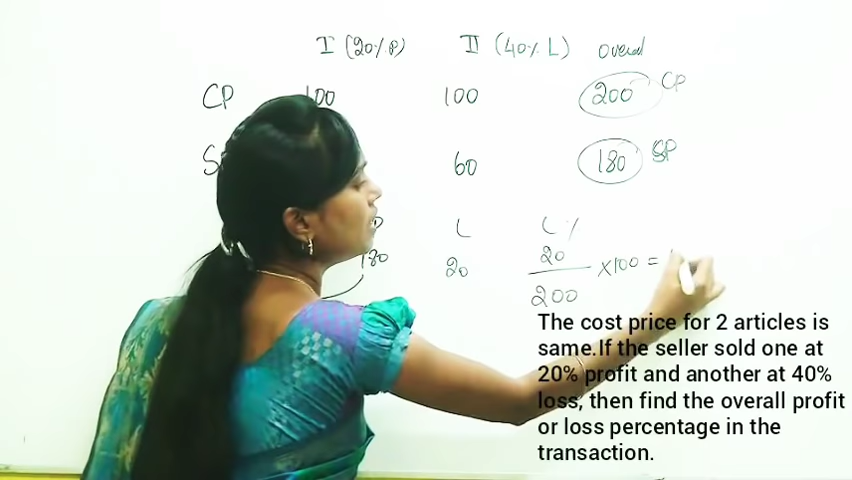 I (20% P) II (40% L) Overall
CP 100 100 200 CP
60 180 SP
L L%
180 20 20
200 ×100 =
The cost price for 2 articles is
same.If the seller sold one at
20% profit and another at 40%
loss, then find the overall profit
or loss percentage in the
transaction.